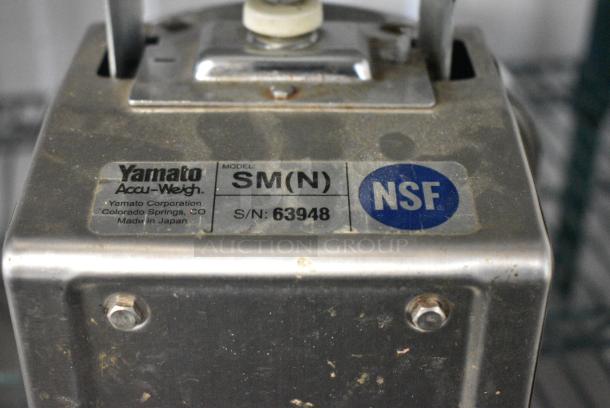 Yamato
Accu-Weigh.
Yamato Corporation
Colorado Springs, CO
Made in Japan
MODEL:
SM(N)
S/N: 63948
NSF
AUCTION GROUP